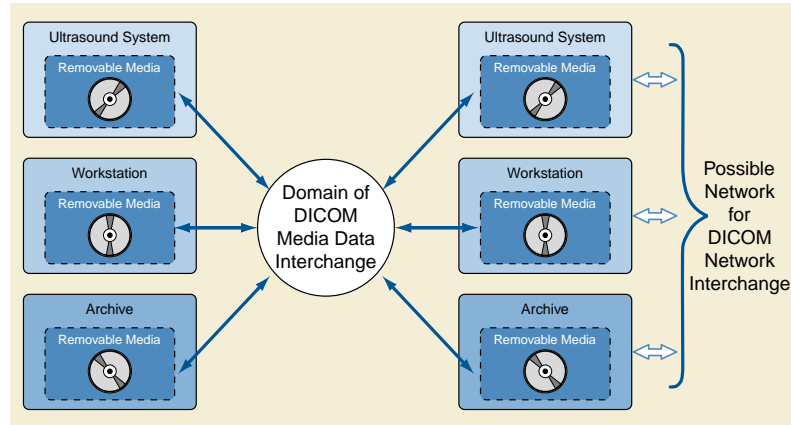 Ultrasound System
Removable Media
Workstation
Removable Media
Archive
Removable Media
Domain of
DICOM
Media Data
Interchange
Ultrasound System
Removable Media
Workstation
Removable Media
Archive
Removable Media
Possible
Network
for
DICOM
Network
Interchange